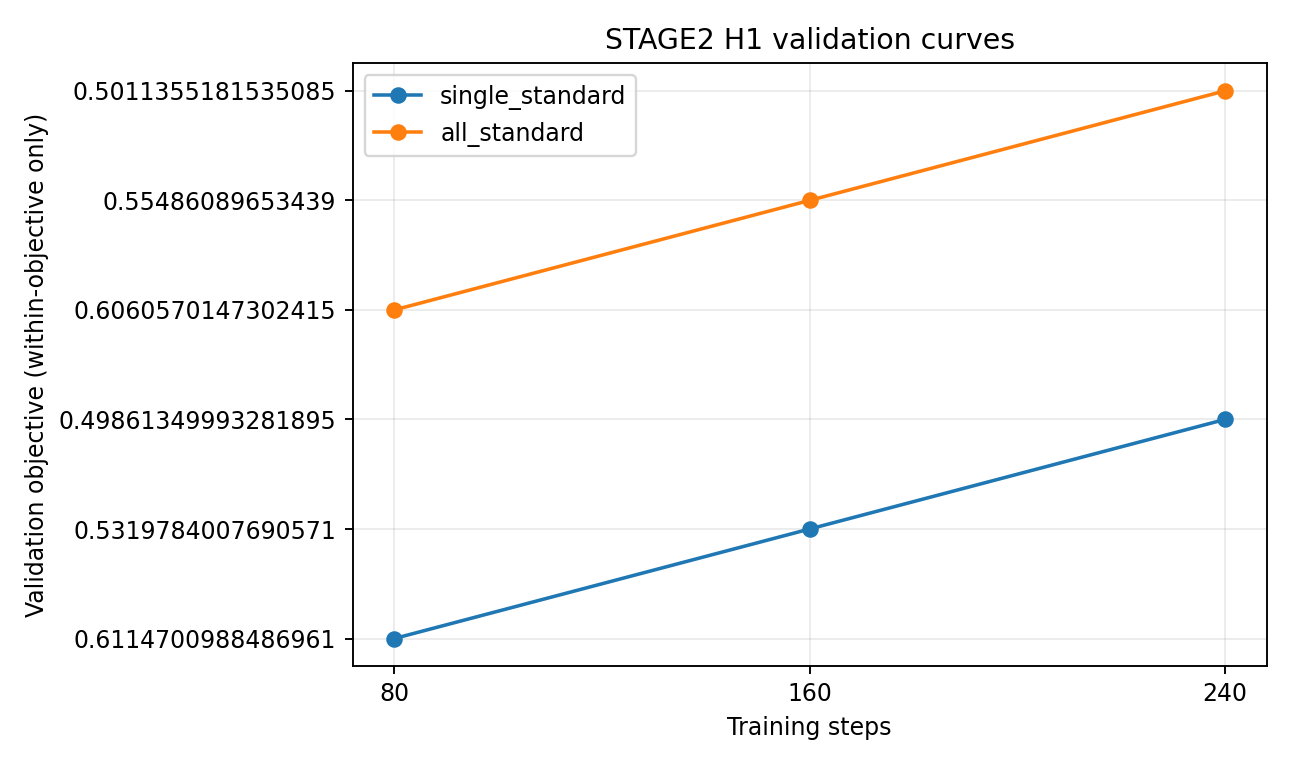 STAGE2 H1 validation curves
single_standard
all_standard
Validation objective (within-objective only)
0.5011355181535085
0.55486089653439
0.6060570147302415
0.49861349993281895
0.5319784007690571
0.6114700988486961
80
160
240
Training steps